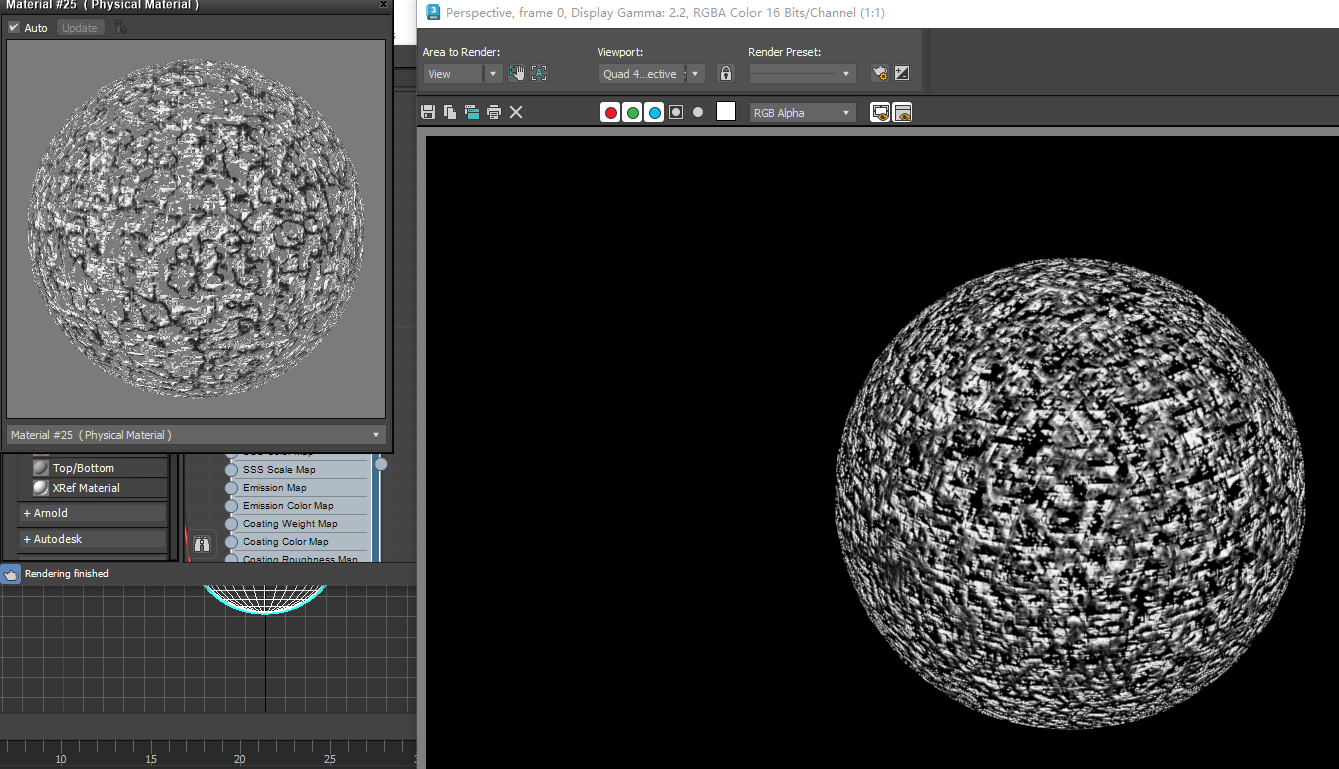 Material #25 ( Physical Material )
x
Auto
Update
Perspective, frame 0, Display Gamma: 2.2, RGBA Color 16 Bits/Channel (1:1)
Area to Render:
Viewport:
Render Preset:
View
Quad 4...ective
RGB Alpha
Material #25 ( Physical Material )
SSS Scale Map
Emission Map
Emission Color Map
Coating Weight Map
Coating Color Map
Coating Roughness Map
Top/Bottom
XRef Material
+ Arnold
+ Autodesk
Rendering finished
10
15
20
25